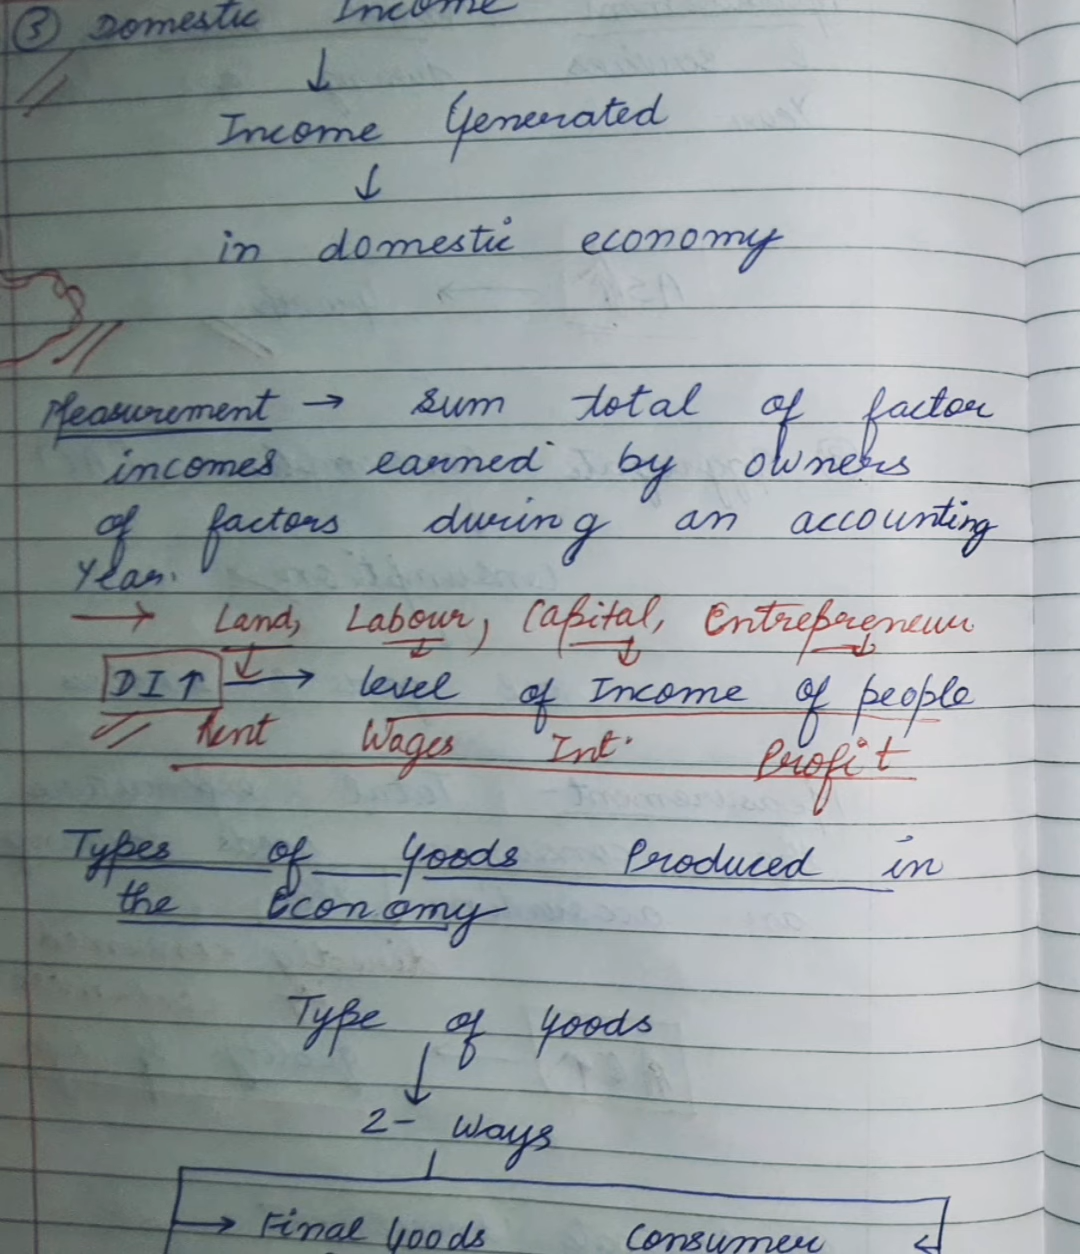 ③ Domestic Income
↓
Income Generated
↓
in domestic economy
Measurement → sum total of factor
incomes earned by owners
of factors during an accounting
Year.
→ Land, Labour, Capital, Entrepreneur
DI↑ → level of Income of people
Rent Wages Int. Profit
Types of Goods Produced in
the Economy
Type of Goods
↓
2- Ways
→ Final Goods Consumer